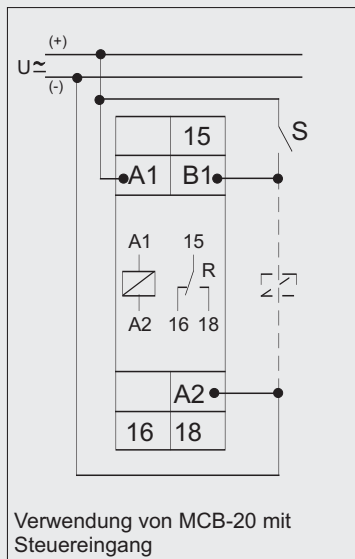 (+)
U≂
(-)
15
S
A1 B1
A1 15
R
A2 16 18
A2
16 18
Verwendung von MCB-20 mit
Steuereingang